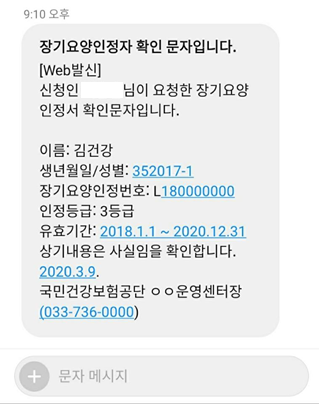 9:10 오후
장기요양인정자 확인 문자입니다.
[Web발신]
신청인 님이 요청한 장기요양
인정서 확인문자입니다.
이름: 김건강
생년월일/성별: 352017-1
장기요양인정번호: L180000000
인정등급: 3등급
유효기간: 2018.1.1 ~ 2020.12.31
상기내용은 사실임을 확인합니다.
2020.3.9.
국민건강보험공단 ㅇㅇ운영센터장
(033-736-0000)
문자 메시지